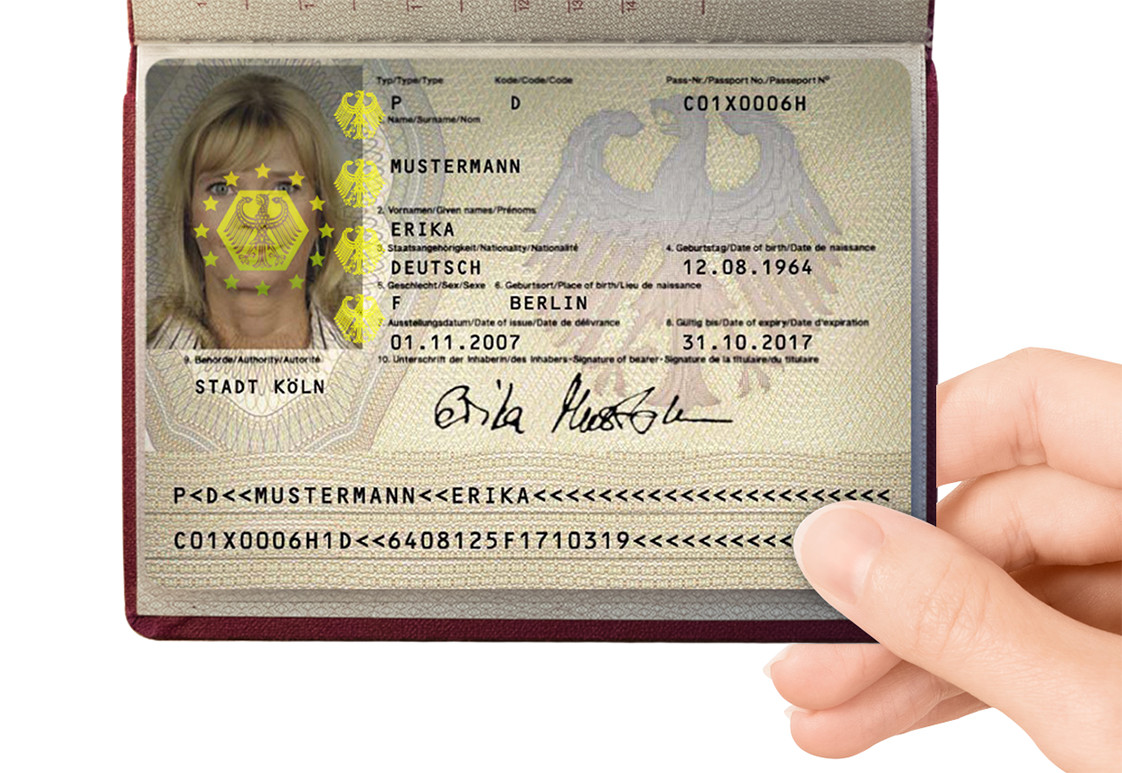 Typ/Type/Type Kode/Code/Code Pass-Nr./Passport No./Passeport N°
P D C01X0006H
1. Name/Surname/Nom
MUSTERMANN
2. Vornamen/Given names/Prénoms
ERIKA
3. Staatsangehörigkeit/Nationality/Nationalité 4. Geburtstag/Date of birth/Date de naissance
DEUTSCH 12.08.1964
5. Geschlecht/Sex/Sexe 6. Geburtsort/Place of birth/Lieu de naissance
F BERLIN
7. Ausstellungsdatum/Date of issue/Date de délivrance 8. Gültig bis/Date of expiry/Date d'expiration
01.11.2007 31.10.2017
9. Behörde/Authority/Autorité 10. Unterschrift der Inhaberin/des Inhabers-Signature of bearer-Signature de la titulaire/du titulaire
STADT KÖLN
Erika Mustermann
P<D<<MUSTERMANN<<ERIKA<<<<<<<<<<<<<<<<<<<<<<
C01X0006H1D<<6408125F1710319<<<<<<<<<<